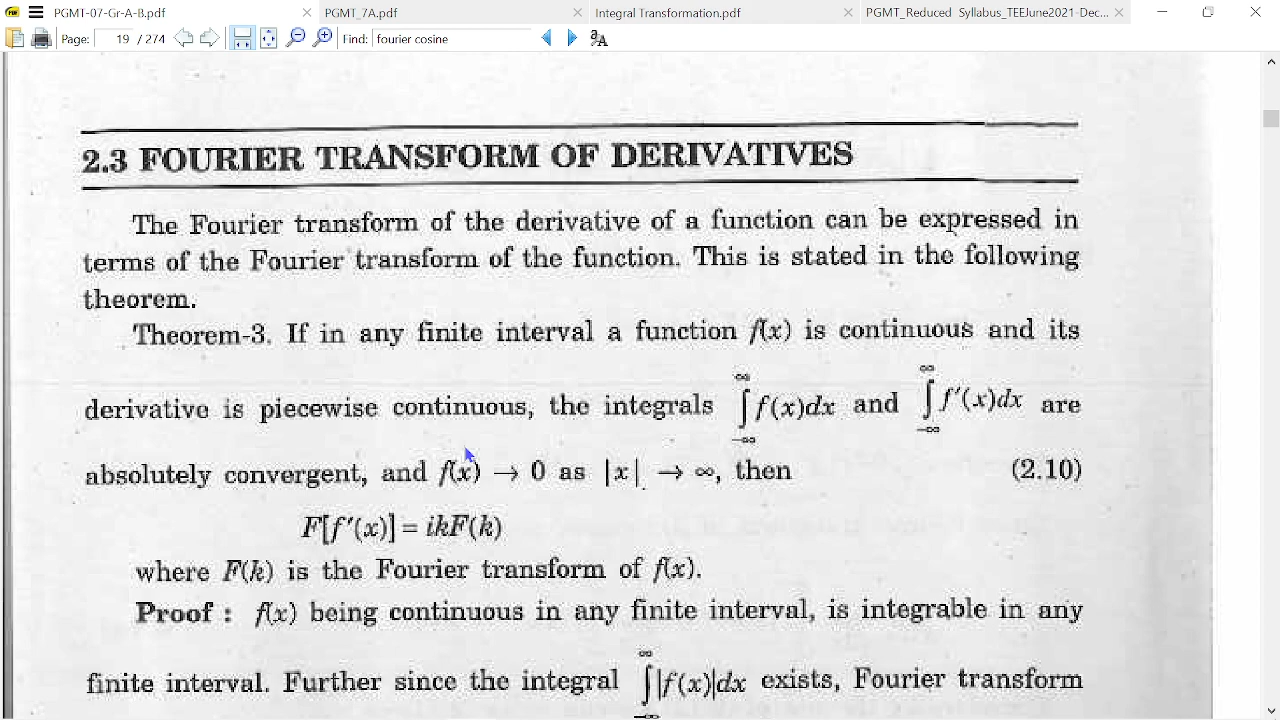 PGMT-07-Gr-A-B.pdf
PGMT_7A.pdf
Integral Transformation.pdf
PGMT_Reduced Syllabus_TEEJune2021-Dec...
Page: 19 / 274 Find: fourier cosine
2.3 FOURIER TRANSFORM OF DERIVATIVES
The Fourier transform of the derivative of a function can be expressed in
terms of the Fourier transform of the function. This is stated in the following
theorem.
Theorem-3. If in any finite interval a function f(x) is continuous and its
derivative is piecewise continuous, the integrals ∫_{-∞}^{∞} f(x)dx and ∫_{-∞}^{∞} f′(x)dx are
absolutely convergent, and f(x) → 0 as |x| → ∞, then (2.10)
F[f′(x)] = ikF(k)
where F(k) is the Fourier transform of f(x).
Proof : f(x) being continuous in any finite interval, is integrable in any
finite interval. Further since the integral ∫_{-∞}^{∞} |f(x)|dx exists, Fourier transform